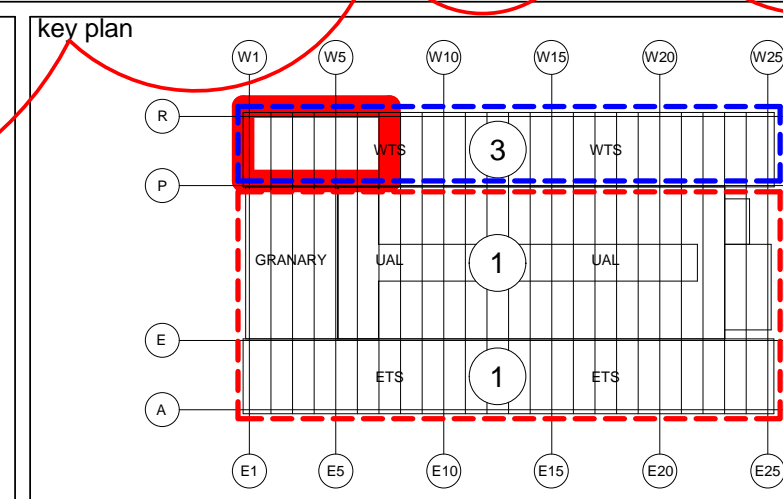 key plan
W1 W5 W10 W15 W20 W25
R
WTS 3 WTS
P
GRANARY UAL 1 UAL
E
ETS 1 ETS
A
E1 E5 E10 E15 E20 E25